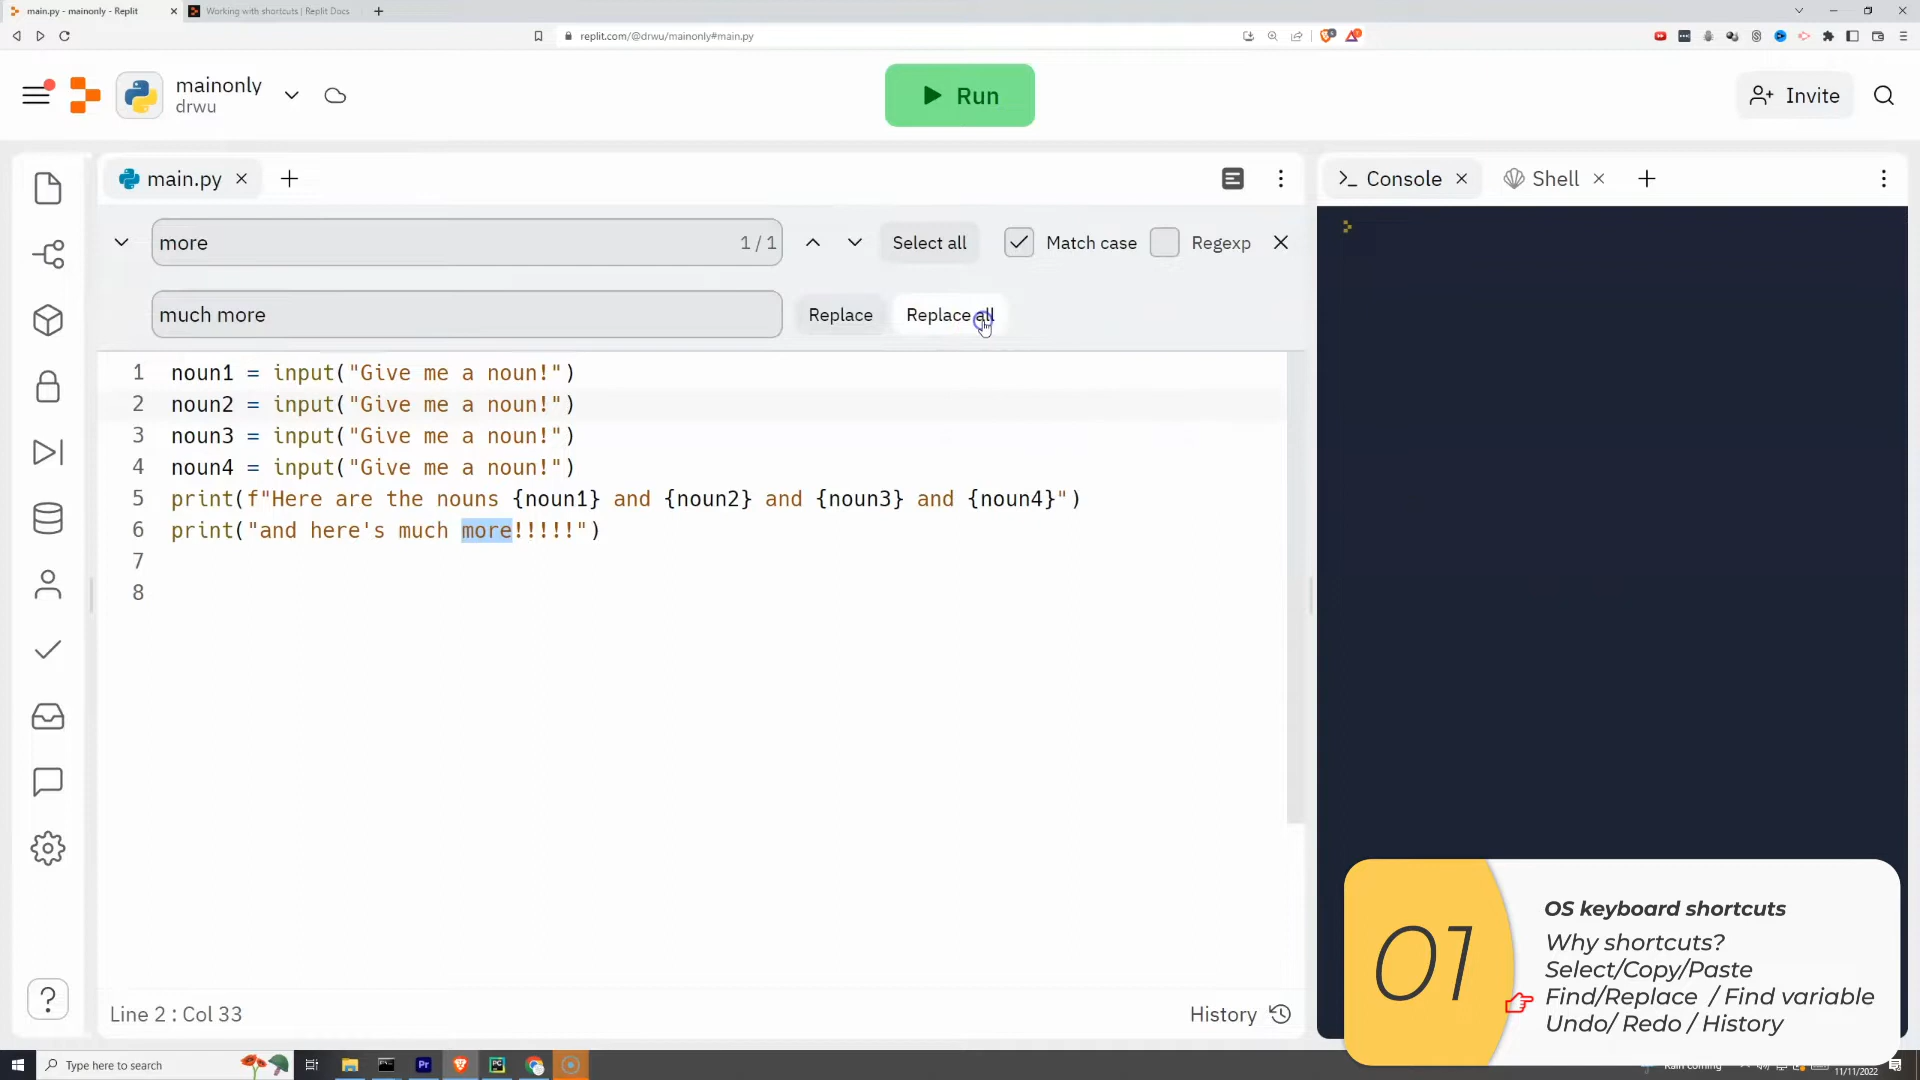 main.py - mainonly - Replit
Working with shortcuts | Replit Docs
replit.com/@drwu/mainonly#main.py
mainonly
drwu
Run
Invite
main.py
Console
Shell
more
1 / 1
Select all
Match case
Regexp
much more
Replace
Replace all
1 noun1 = input("Give me a noun!")
2 noun2 = input("Give me a noun!")
3 noun3 = input("Give me a noun!")
4 noun4 = input("Give me a noun!")
5 print(f"Here are the nouns {noun1} and {noun2} and {noun3} and {noun4}")
6 print("and here's much more!!!!!")
7
8
Line 2 : Col 33
History
01
OS keyboard shortcuts
Why shortcuts?
Select/Copy/Paste
Find/Replace / Find variable
Undo/ Redo / History
Type here to search
Pr
PC
Rain coming
11/11/2022